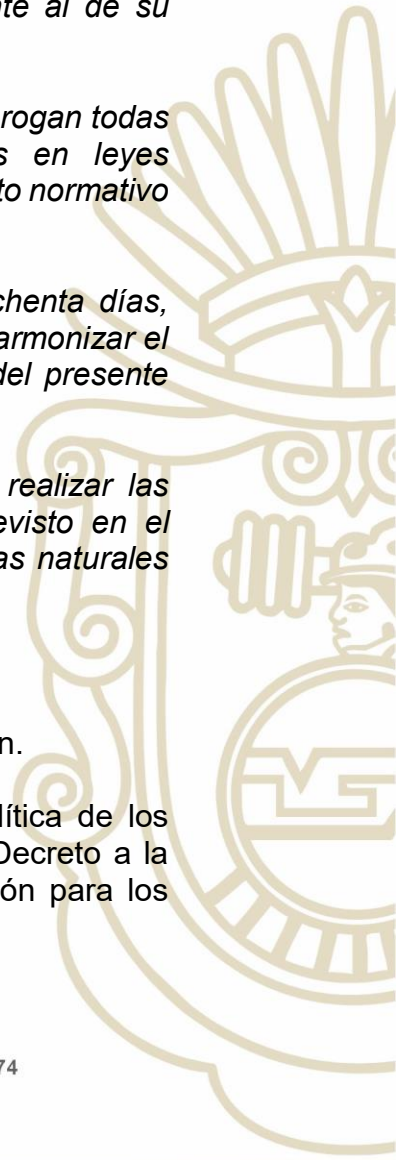 al de su
rogan todas
en leyes
to normativo
chenta días,
armonizar el
del presente
realizar las
evisto en el
as naturales
n.
lítica de los
Decreto a la
ón para los
74